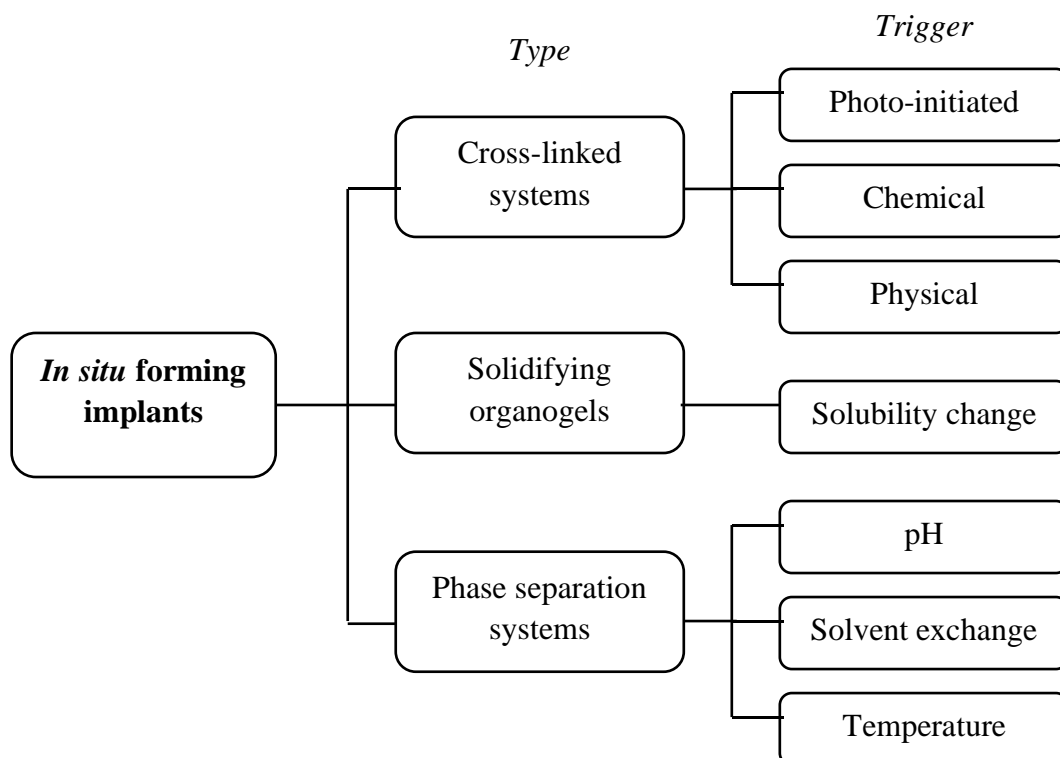 Type
Trigger
In situ forming
implants
Cross-linked
systems
Photo-initiated
Chemical
Physical
Solidifying
organogels
Solubility change
Phase separation
systems
pH
Solvent exchange
Temperature